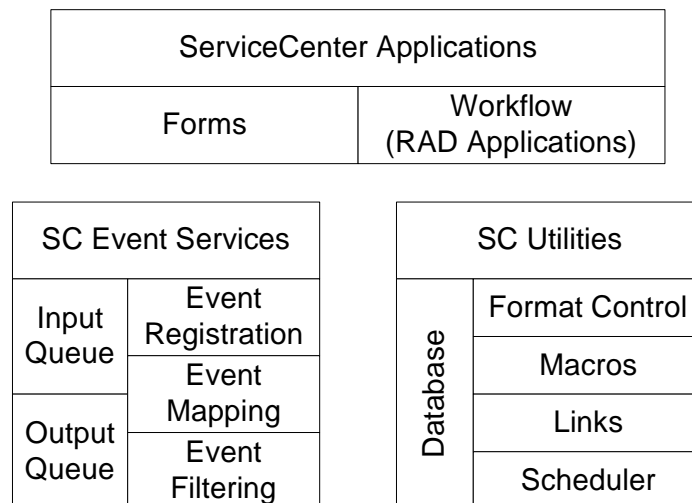 ServiceCenter Applications
Forms
Workflow
(RAD Applications)
SC Event Services
Input
Queue
Output
Queue
Event
Registration
Event
Mapping
Event
Filtering
SC Utilities
Database
Format Control
Macros
Links
Scheduler